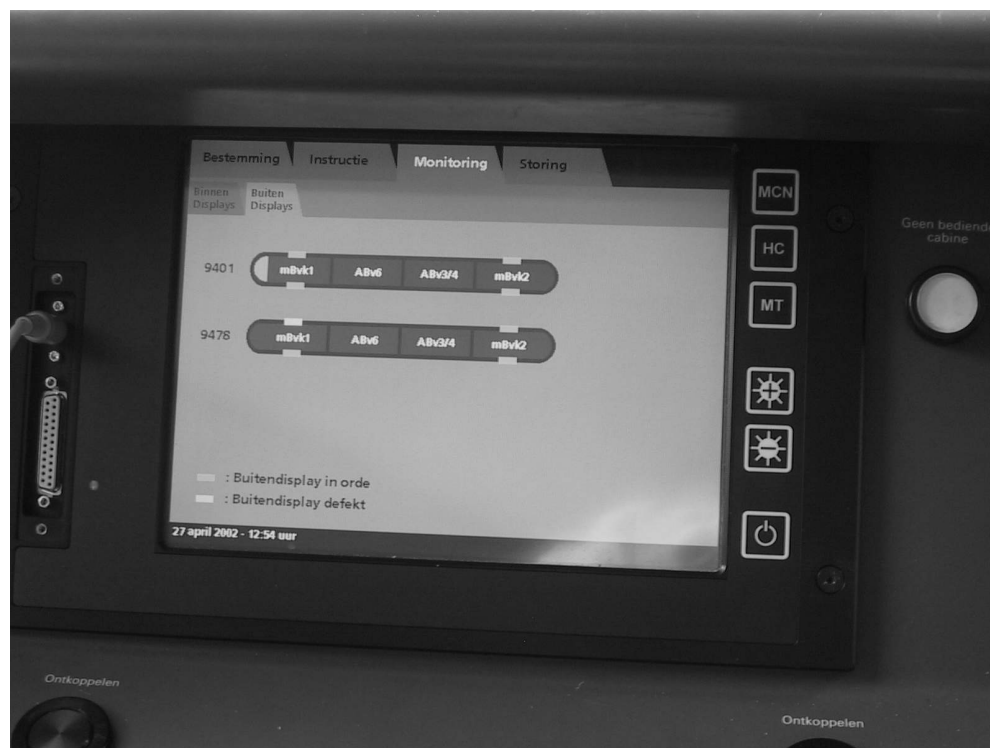 Bestemming Instructie Monitoring Storing
Binnen Displays
Buiten Displays
9401 mBvk1 ABv6 ABv3/4 mBvk2
9478 mBvk1 ABv6 ABv3/4 mBvk2
: Buitendisplay in orde
: Buitendisplay defekt
27 april 2002 - 12:54 uur
MCN
HC
MT
Geen bediende
cabine
Ontkoppelen
Ontkoppelen